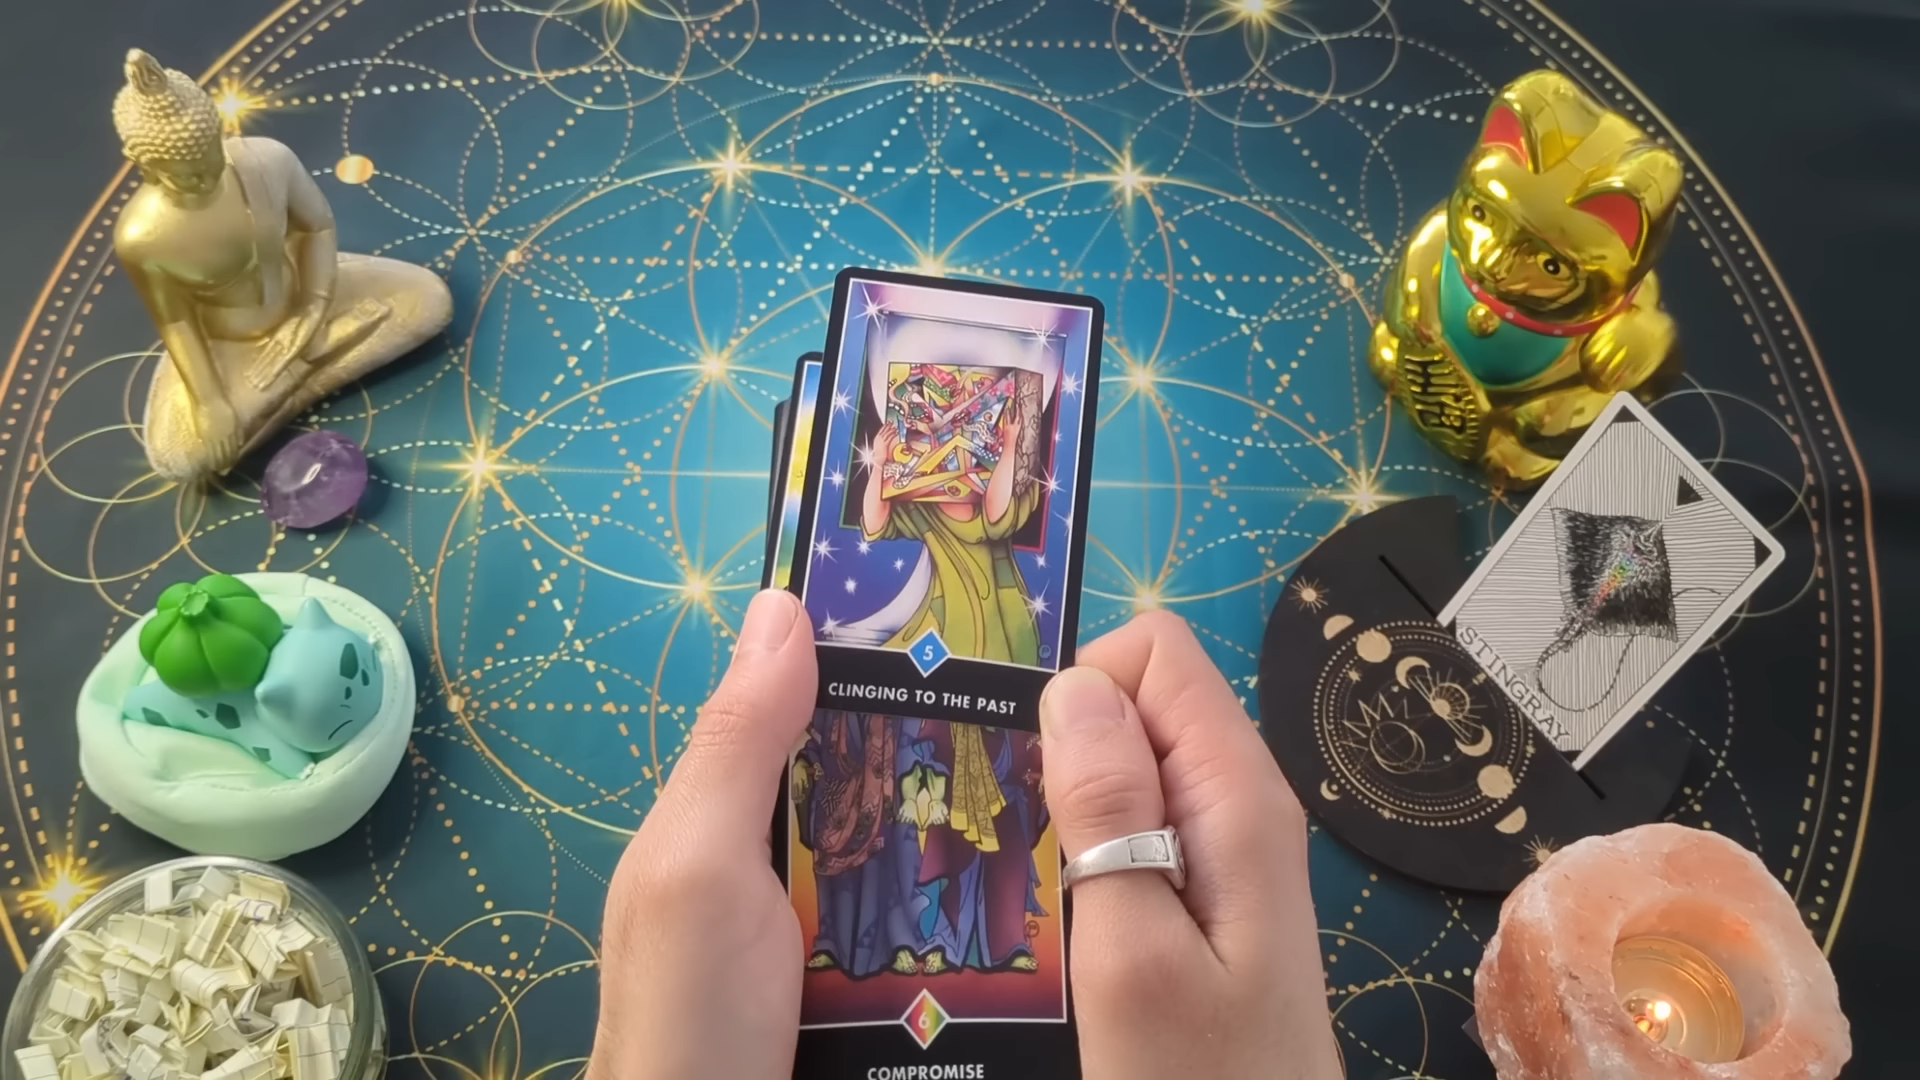 5
CLINGING TO THE PAST
6
COMPROMISE
STINGRAY